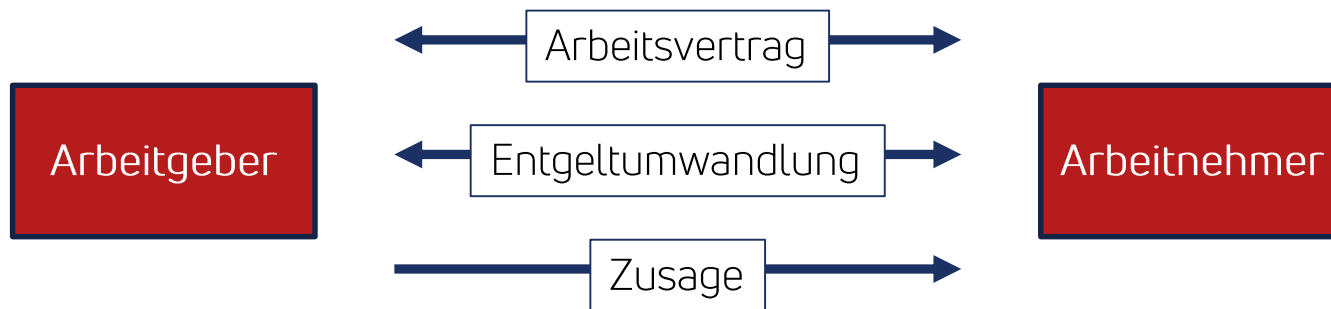 Arbeitsvertrag
Arbeitgeber
Entgeltumwandlung
Arbeitnehmer
Zusage